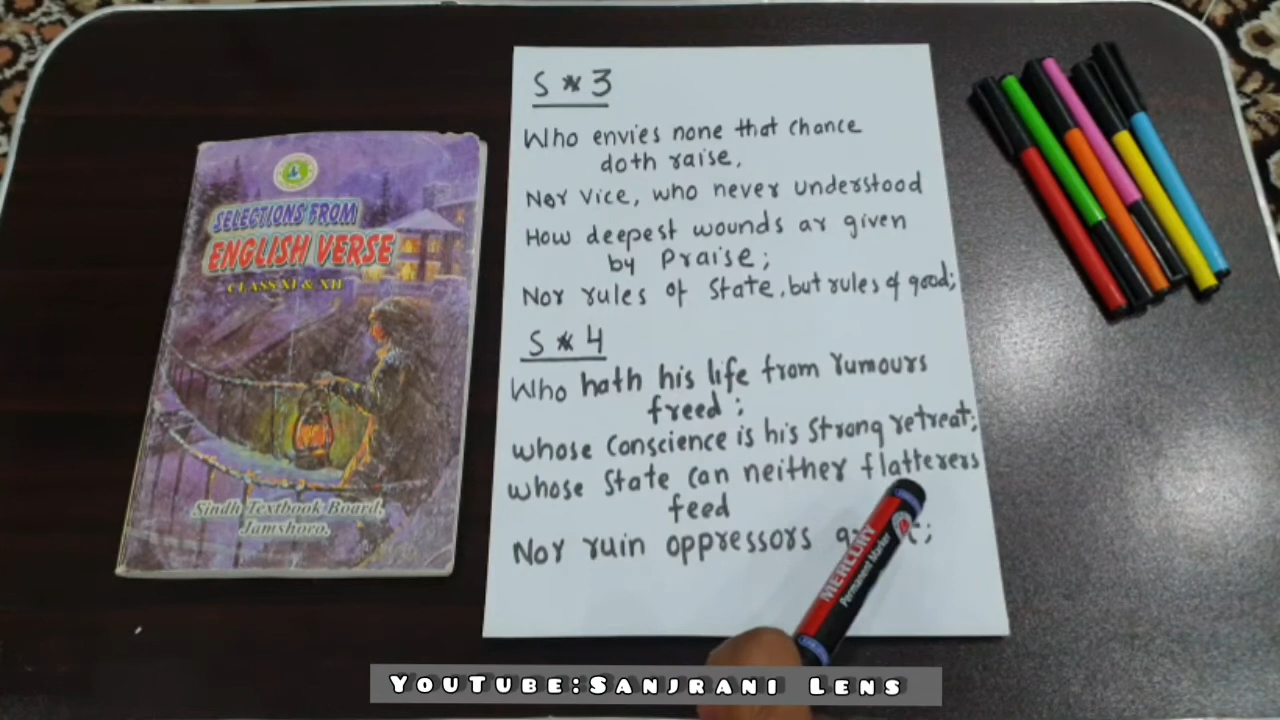 SELECTIONS FROM
ENGLISH VERSE
CLASS XI & XII
Sindh Textbook Board,
Jamshoro.
S * 3
Who envies none that chance
doth raise,
Nor vice, who never understood
How deepest wounds ar given
by Praise;
Nor rules of State, but rules of good;
S * 4
Who hath his life from rumours
freed;
whose Conscience is his Strong retreat;
whose State can neither flatterers
feed
Nor ruin oppressors
MERCURY
Permanent Marker
YouTube:Sanjrani Lens